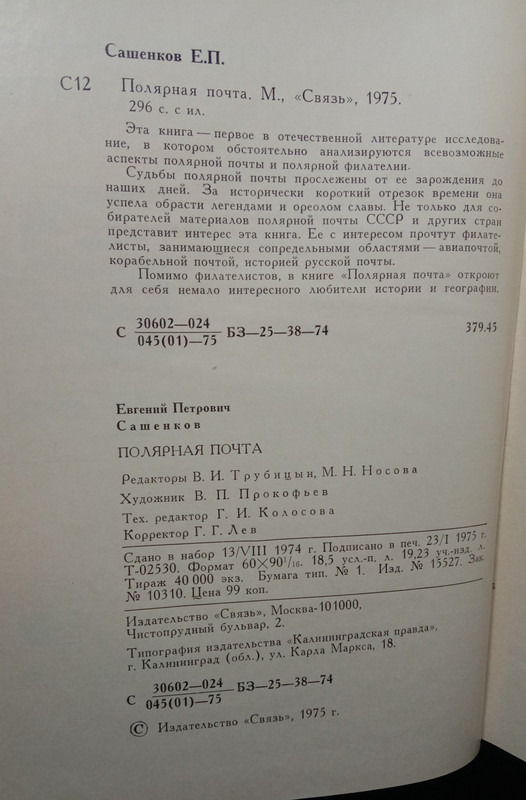 Сашенков Е.П.
С12 Полярная почта. М., «Связь», 1975.
296 с. с ил.
Эта книга — первое в отечественной литературе исследова-
ние, в котором обстоятельно анализируются всевозможные
аспекты полярной почты и полярной филателии.
Судьбы полярной почты прослежены от ее зарождения до
наших дней. За исторически короткий отрезок времени она
успела обрасти легендами и ореолом славы. Не только для со-
бирателей материалов полярной почты СССР и других стран
представит интерес эта книга. Ее с интересом прочтут филате-
листы, занимающиеся сопредельными областями — авиапочтой,
корабельной почтой, историей русской почты.
Помимо филателистов, в книге «Полярная почта» откроют
для себя немало интересного любители истории и географии.
С 30602—024 / 045(01)—75 БЗ—25—38—74 379.45
Евгений Петрович
Сашенков
ПОЛЯРНАЯ ПОЧТА
Редакторы В. И. Трубицын, М. Н. Носова
Художник В. П. Прокофьев
Тех. редактор Г. И. Колосова
Корректор Г. Г. Лев
Сдано в набор 13/VIII 1974 г. Подписано в печ. 23/I 1975 г.
Т-02530. Формат 60×90 1/16. 18,5 усл.-п. л. 19,23 уч.-изд. л.
Тираж 40 000 экз. Бумага тип. № 1. Изд. № 15527. Зак.
№ 10310. Цена 99 коп.
Издательство «Связь», Москва-101000,
Чистопрудный бульвар, 2.
Типография издательства «Калининградская правда»,
г. Калининград (обл.), ул. Карла Маркса, 18.
С 30602—024 / 045(01)—75 БЗ—25—38—74
© Издательство «Связь», 1975 г.